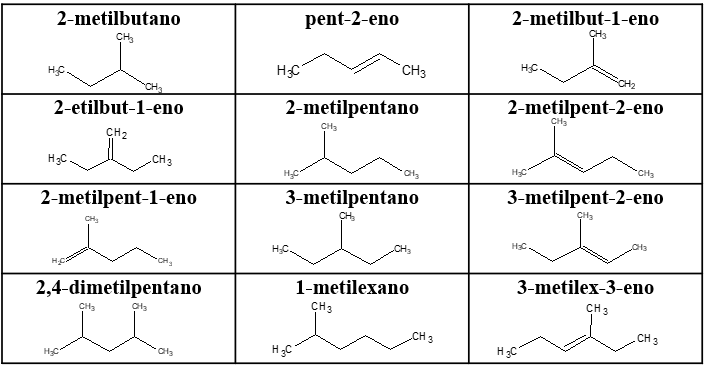 2-metilbutano
CH3
H3C
CH3
pent-2-eno
H3C
CH3
2-metilbut-1-eno
CH3
H3C
CH2
2-etilbut-1-eno
CH2
H3C
CH3
2-metilpentano
CH3
H3C
CH3
2-metilpent-2-eno
CH3
H3C
CH3
2-metilpent-1-eno
CH3
H2C
CH3
3-metilpentano
CH3
H3C
CH3
3-metilpent-2-eno
CH3
H3C
CH3
2,4-dimetilpentano
CH3 CH3
H3C
CH3
1-metilexano
CH3
H3C
CH3
3-metilex-3-eno
CH3
H3C
CH3